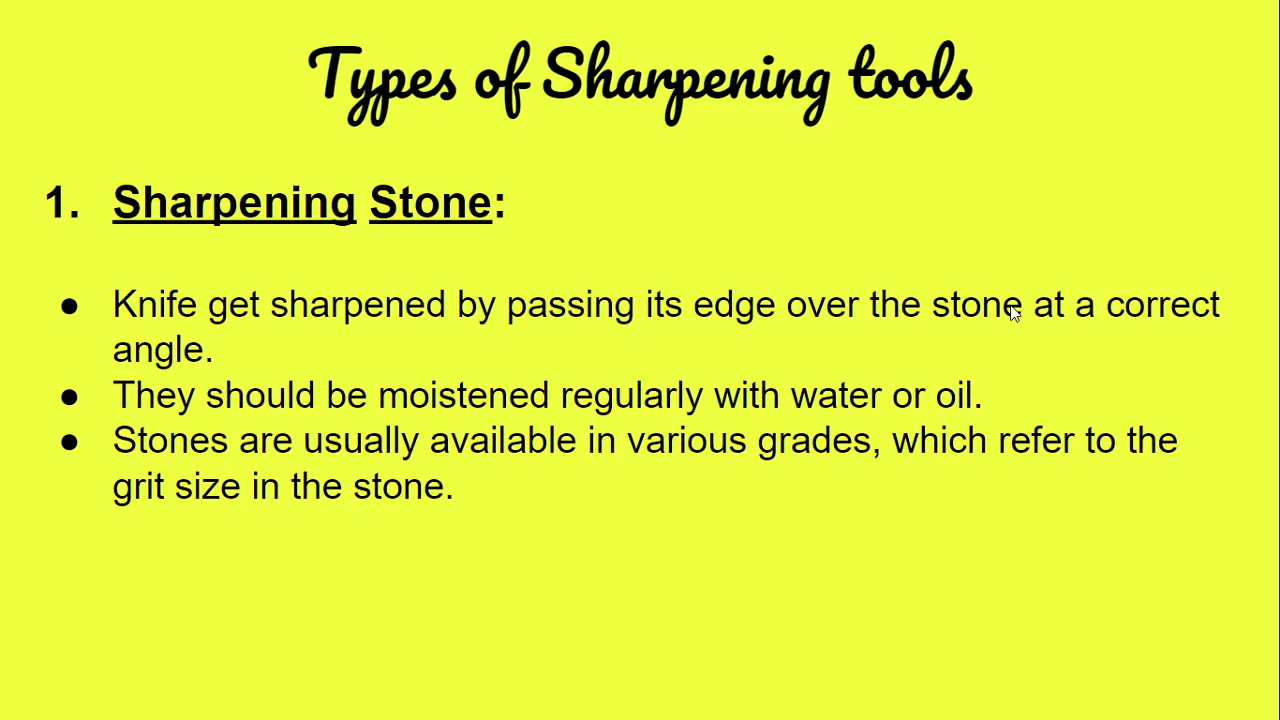 Types of Sharpening tools
1. Sharpening Stone:
● Knife get sharpened by passing its edge over the stone at a correct
angle.
● They should be moistened regularly with water or oil.
● Stones are usually available in various grades, which refer to the
grit size in the stone.